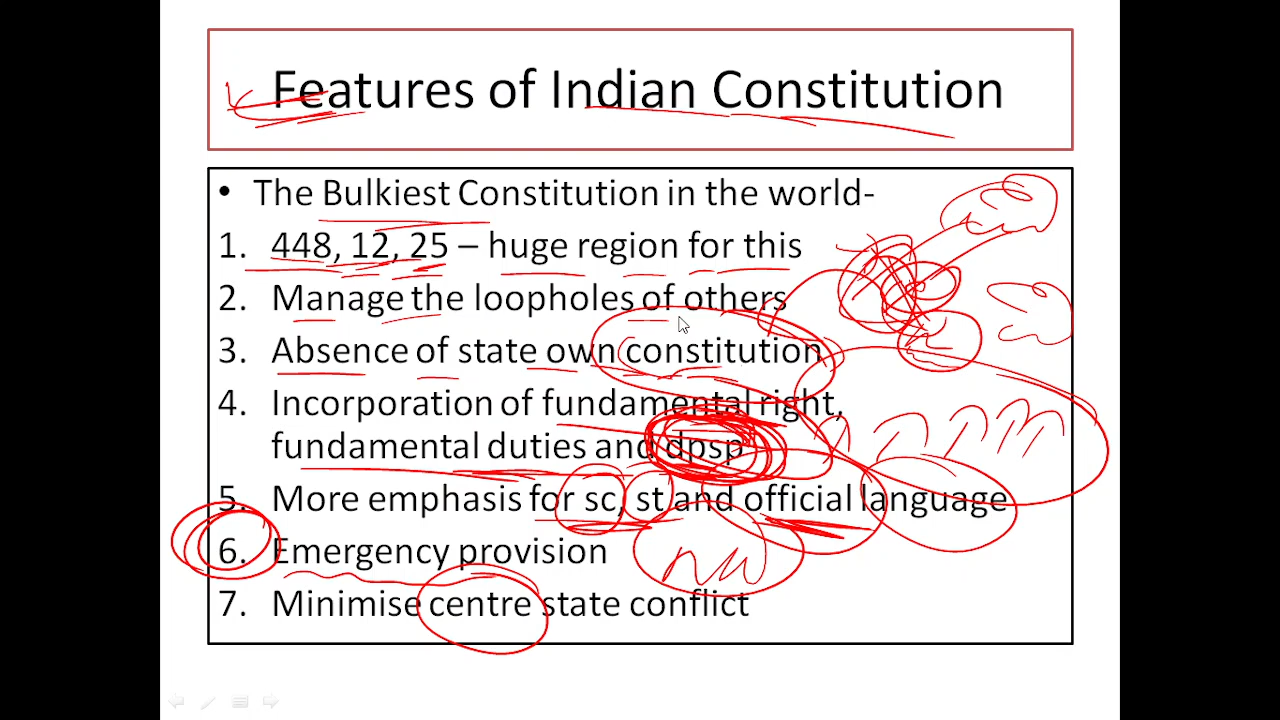 Features of Indian Constitution
• The Bulkiest Constitution in the world-
1. 448, 12, 25 – huge region for this
2. Manage the loopholes of others
3. Absence of state own constitution
4. Incorporation of fundamental right,
fundamental duties and dpsp
5. More emphasis for sc, st and official language
6. Emergency provision
7. Minimise centre state conflict